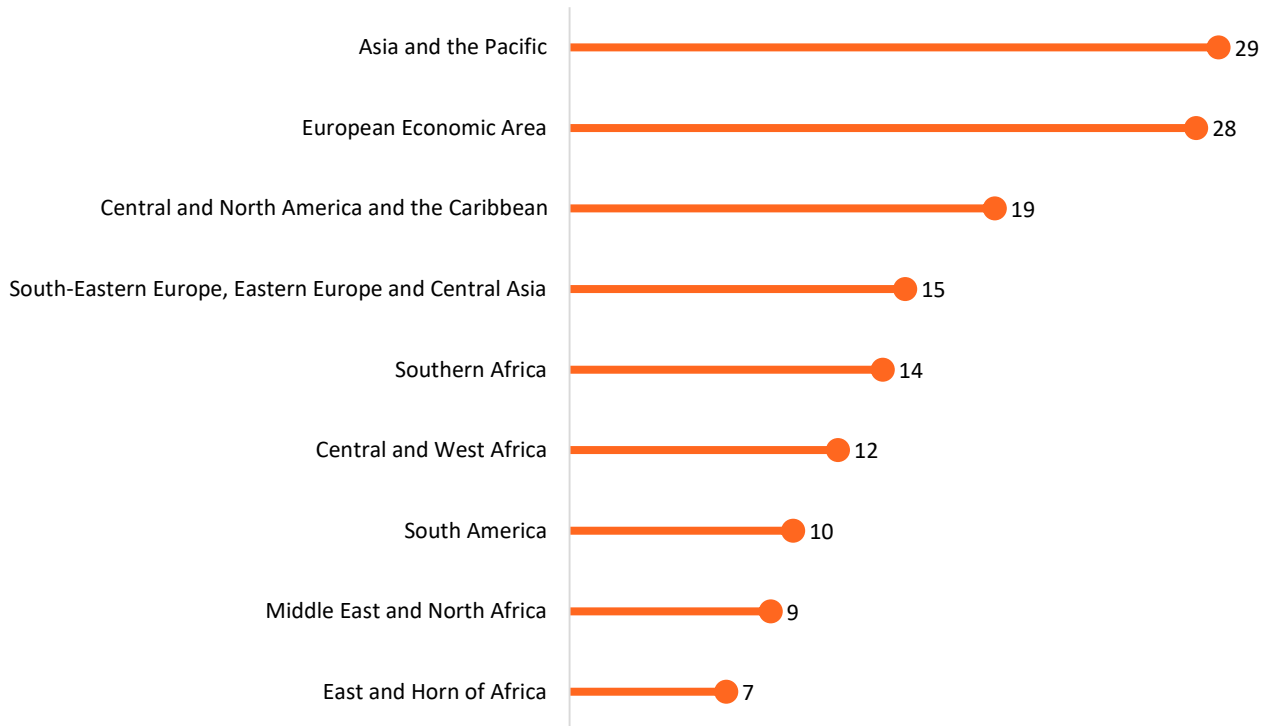 Asia and the Pacific 29
European Economic Area 28
Central and North America and the Caribbean 19
South-Eastern Europe, Eastern Europe and Central Asia 15
Southern Africa 14
Central and West Africa 12
South America 10
Middle East and North Africa 9
East and Horn of Africa 7